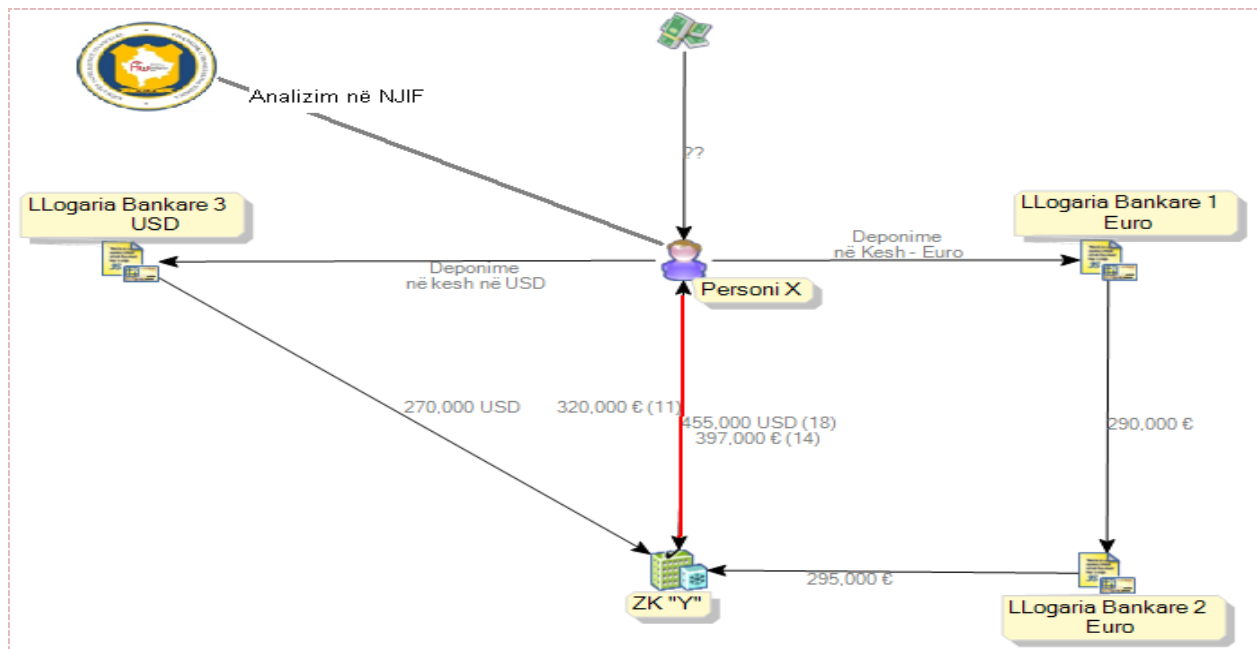 Analizim në NJIF
??
LLogaria Bankare 3
USD
LLogaria Bankare 1
Euro
Deponime
në Kesh - Euro
Deponime
në kesh në USD
Personi X
270,000 USD
320,000 € (11)
455,000 USD (18)
397,000 € (14)
290,000 €
295,000 €
ZK "Y"
LLogaria Bankare 2
Euro